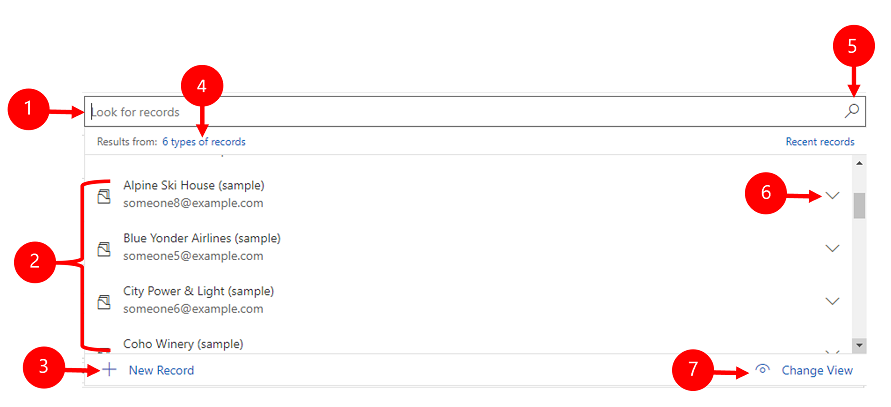 5
4
1
Look for records
Results from: 6 types of records
Recent records
Alpine Ski House (sample)
6
someone8@example.com
Blue Yonder Airlines (sample)
2
someone5@example.com
City Power & Light (sample)
someone6@example.com
Coho Winery (sample)
3
New Record
7
Change View